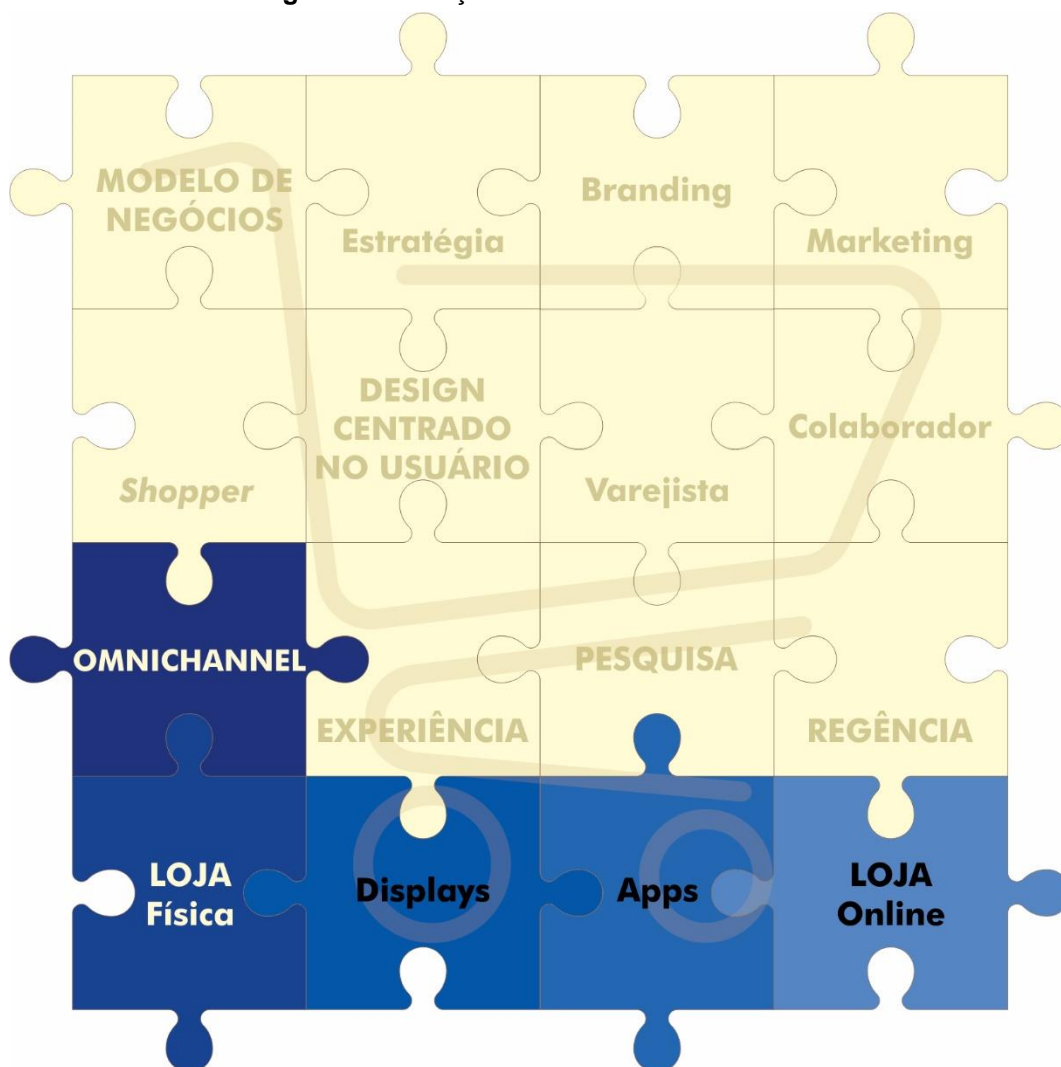 MODELO DE
NEGÓCIOS
Estratégia
Branding
Marketing
Shopper
DESIGN
CENTRADO
NO USUÁRIO
Varejista
Colaborador
OMNICHANNEL
EXPERIÊNCIA
PESQUISA
REGÊNCIA
LOJA
Física
Displays
Apps
LOJA
Online